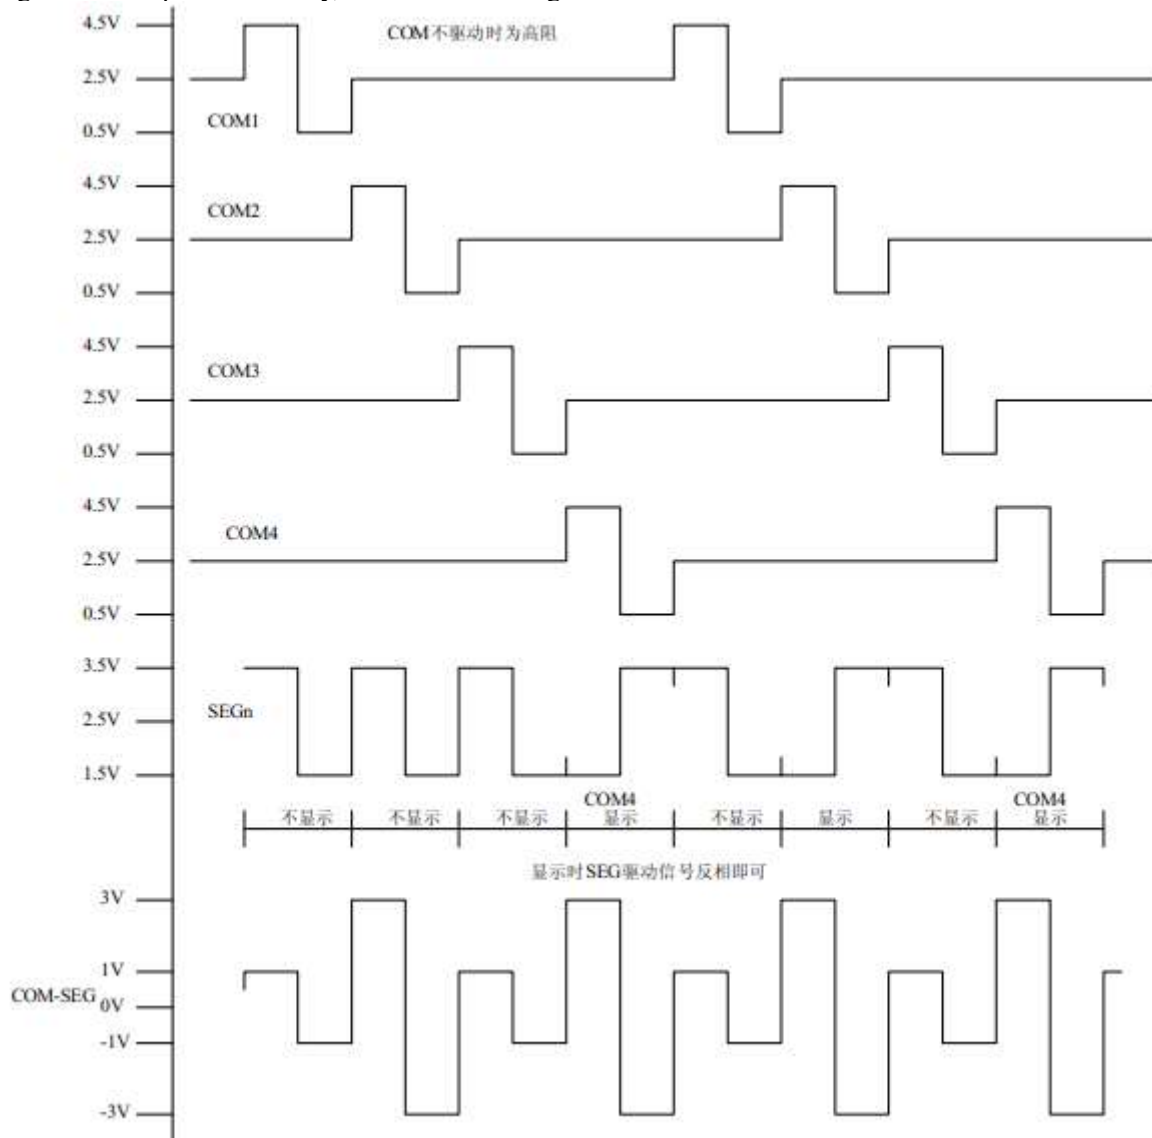 4.5V
COM不驱动时为高阻
2.5V
COM1
0.5V
4.5V
COM2
2.5V
0.5V
4.5V
COM3
2.5V
0.5V
4.5V
COM4
2.5V
0.5V
3.5V
SEGn
2.5V
1.5V
COM4 COM4
不显示 不显示 不显示 显示 不显示 显示 不显示 显示
显示时SEG驱动信号反相即可
3V
1V
COM-SEG 0V
-1V
-3V